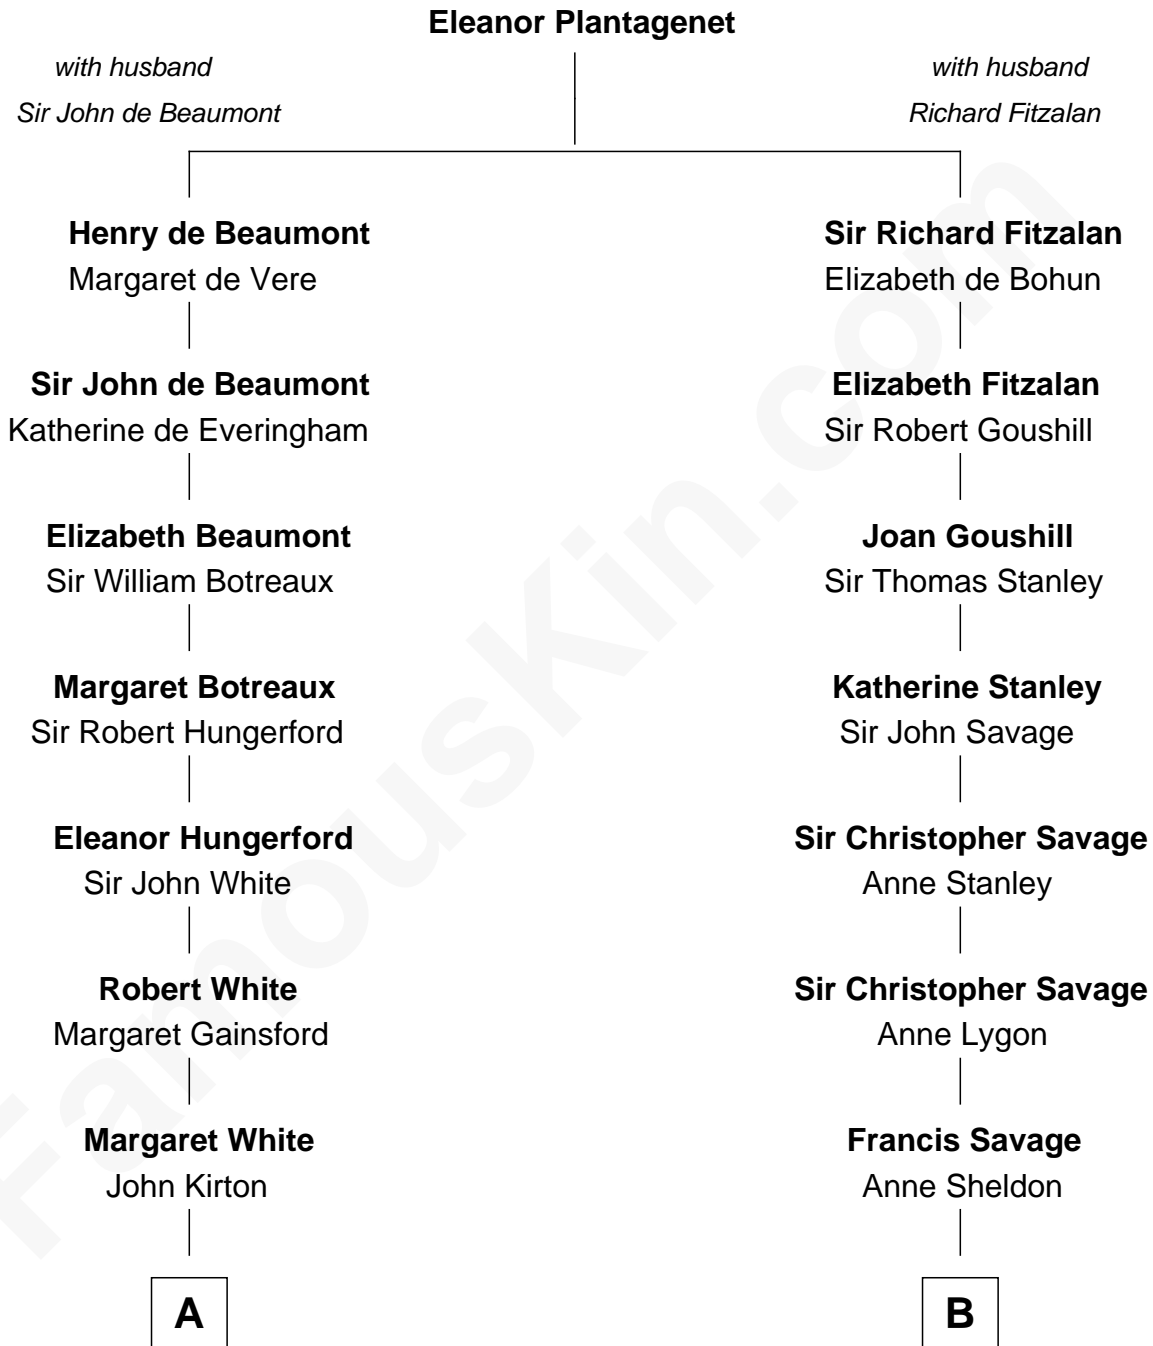 Eleanor Plantagenet
with husband
Sir John de Beaumont
with husband
Richard Fitzalan
Henry de Beaumont
Margaret de Vere
Sir Richard Fitzalan
Elizabeth de Bohun
Sir John de Beaumont
Katherine de Everingham
Elizabeth Fitzalan
Sir Robert Goushill
Elizabeth Beaumont
Sir William Botreaux
Joan Goushill
Sir Thomas Stanley
Margaret Botreaux
Sir Robert Hungerford
Katherine Stanley
Sir John Savage
Eleanor Hungerford
Sir John White
Sir Christopher Savage
Anne Stanley
Robert White
Margaret Gainsford
Sir Christopher Savage
Anne Lygon
Margaret White
John Kirton
Francis Savage
Anne Sheldon
A
B
FamousKin.com